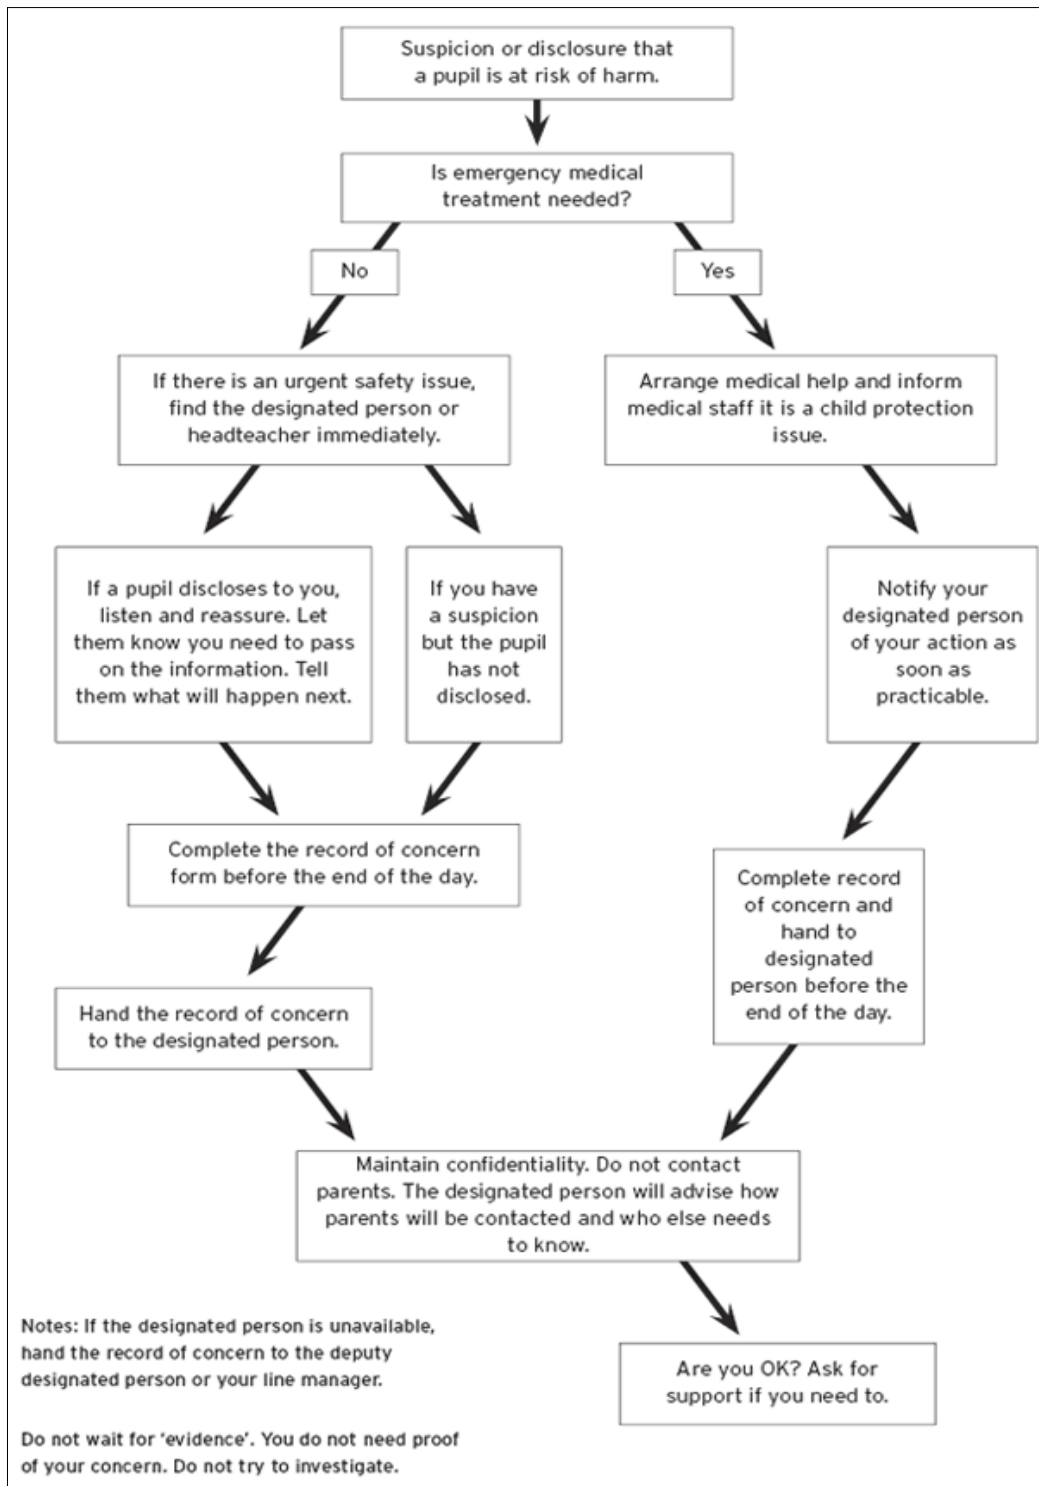 Suspicion or disclosure that
a pupil is at risk of harm.
Is emergency medical
treatment needed?
No
Yes
If there is an urgent safety issue,
find the designated person or
headteacher immediately.
Arrange medical help and inform
medical staff it is a child protection
issue.
If a pupil discloses to you,
listen and reassure. Let
them know you need to pass
on the information. Tell
them what will happen next.
If you have
a suspicion
but the pupil
has not
disclosed.
Notify your
designated person
of your action as
soon as
practicable.
Complete the record of concern
form before the end of the day.
Complete record
of concern and
hand to
designated
person before the
end of the day.
Hand the record of concern
to the designated person.
Maintain confidentiality. Do not contact
parents. The designated person will advise how
parents will be contacted and who else needs
to know.
Are you OK? Ask for
support if you need to.
Notes: If the designated person is unavailable,
hand the record of concern to the deputy
designated person or your line manager.
Do not wait for ‘evidence’. You do not need proof
of your concern. Do not try to investigate.